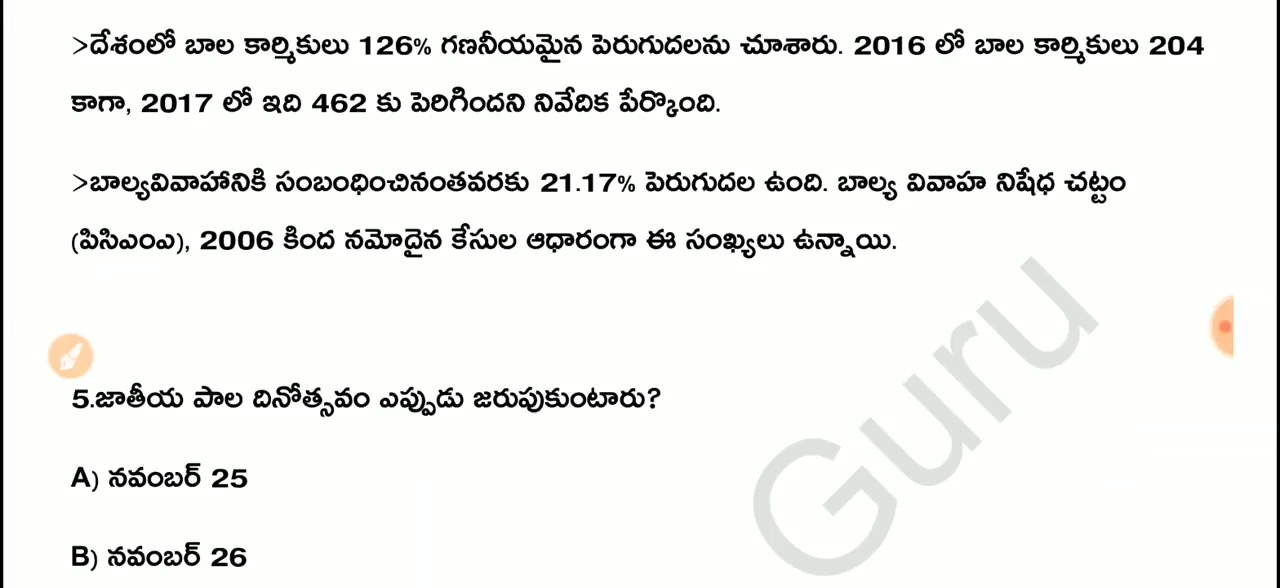 >దేశంలో బాల కార్మికులు 126% గణనీయమైన పెరుగుదలను చూశారు. 2016 లో బాల కార్మికులు 204
కాగా, 2017 లో ఇది 462 కు పెరిగిందని నివేదిక పేర్కొంది.
>బాల్యవివాహానికి సంబంధించినంతవరకు 21.17% పెరుగుదల ఉంది. బాల్య వివాహ నిషేధ చట్టం
(పిసిఎంఎ), 2006 కింద నమోదైన కేసుల ఆధారంగా ఈ సంఖ్యలు ఉన్నాయి.
5.జాతీయ పాల దినోత్సవం ఎప్పుడు జరుపుకుంటారు?
A) నవంబర్ 25
B) నవంబర్ 26
Guru